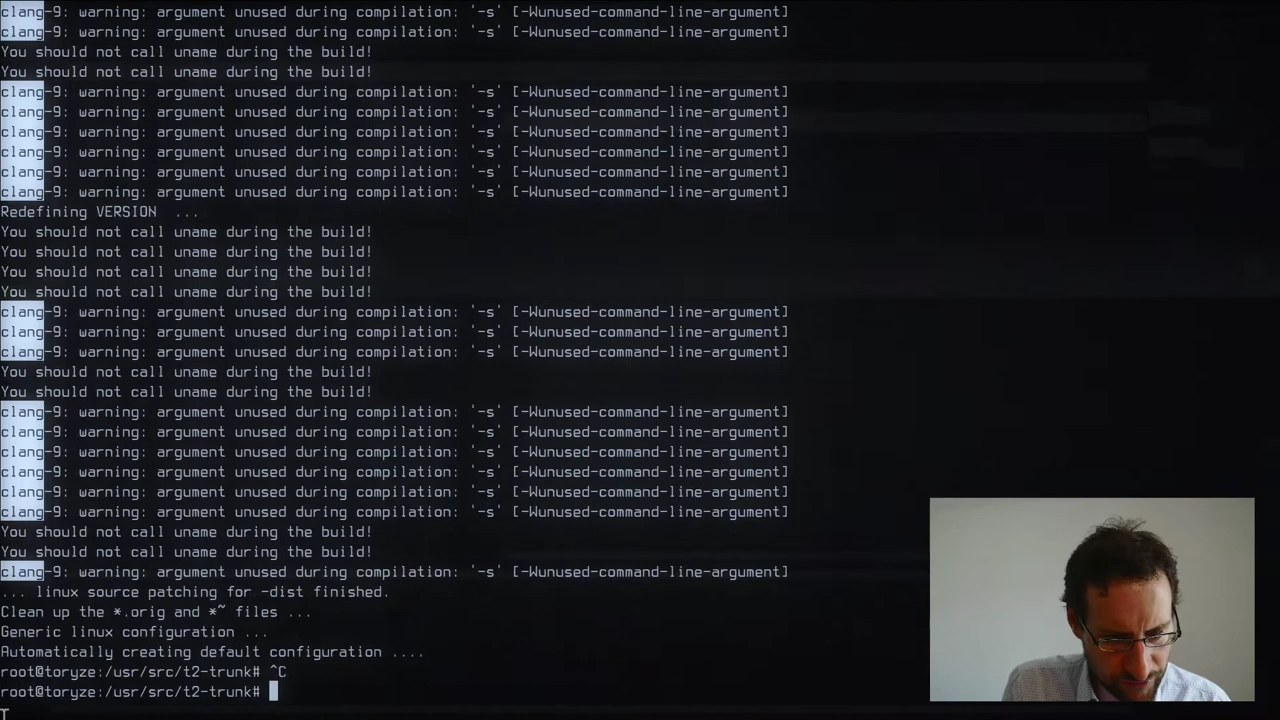 clang-9: warning: argument unused during compilation: '-s' [-Wunused-command-line-argument]
clang-9: warning: argument unused during compilation: '-s' [-Wunused-command-line-argument]
You should not call uname during the build!
You should not call uname during the build!
clang-9: warning: argument unused during compilation: '-s' [-Wunused-command-line-argument]
clang-9: warning: argument unused during compilation: '-s' [-Wunused-command-line-argument]
clang-9: warning: argument unused during compilation: '-s' [-Wunused-command-line-argument]
clang-9: warning: argument unused during compilation: '-s' [-Wunused-command-line-argument]
clang-9: warning: argument unused during compilation: '-s' [-Wunused-command-line-argument]
clang-9: warning: argument unused during compilation: '-s' [-Wunused-command-line-argument]
Redefining VERSION  ...
You should not call uname during the build!
You should not call uname during the build!
You should not call uname during the build!
You should not call uname during the build!
clang-9: warning: argument unused during compilation: '-s' [-Wunused-command-line-argument]
clang-9: warning: argument unused during compilation: '-s' [-Wunused-command-line-argument]
clang-9: warning: argument unused during compilation: '-s' [-Wunused-command-line-argument]
You should not call uname during the build!
You should not call uname during the build!
clang-9: warning: argument unused during compilation: '-s' [-Wunused-command-line-argument]
clang-9: warning: argument unused during compilation: '-s' [-Wunused-command-line-argument]
clang-9: warning: argument unused during compilation: '-s' [-Wunused-command-line-argument]
clang-9: warning: argument unused during compilation: '-s' [-Wunused-command-line-argument]
clang-9: warning: argument unused during compilation: '-s' [-Wunused-command-line-argument]
clang-9: warning: argument unused during compilation: '-s' [-Wunused-command-line-argument]
You should not call uname during the build!
You should not call uname during the build!
clang-9: warning: argument unused during compilation: '-s' [-Wunused-command-line-argument]
... linux source patching for -dist finished.
Clean up the *.orig and *~ files ...
Generic linux configuration ...
Automatically creating default configuration ....
root@toryze:/usr/src/t2-trunk# ^C
root@toryze:/usr/src/t2-trunk#